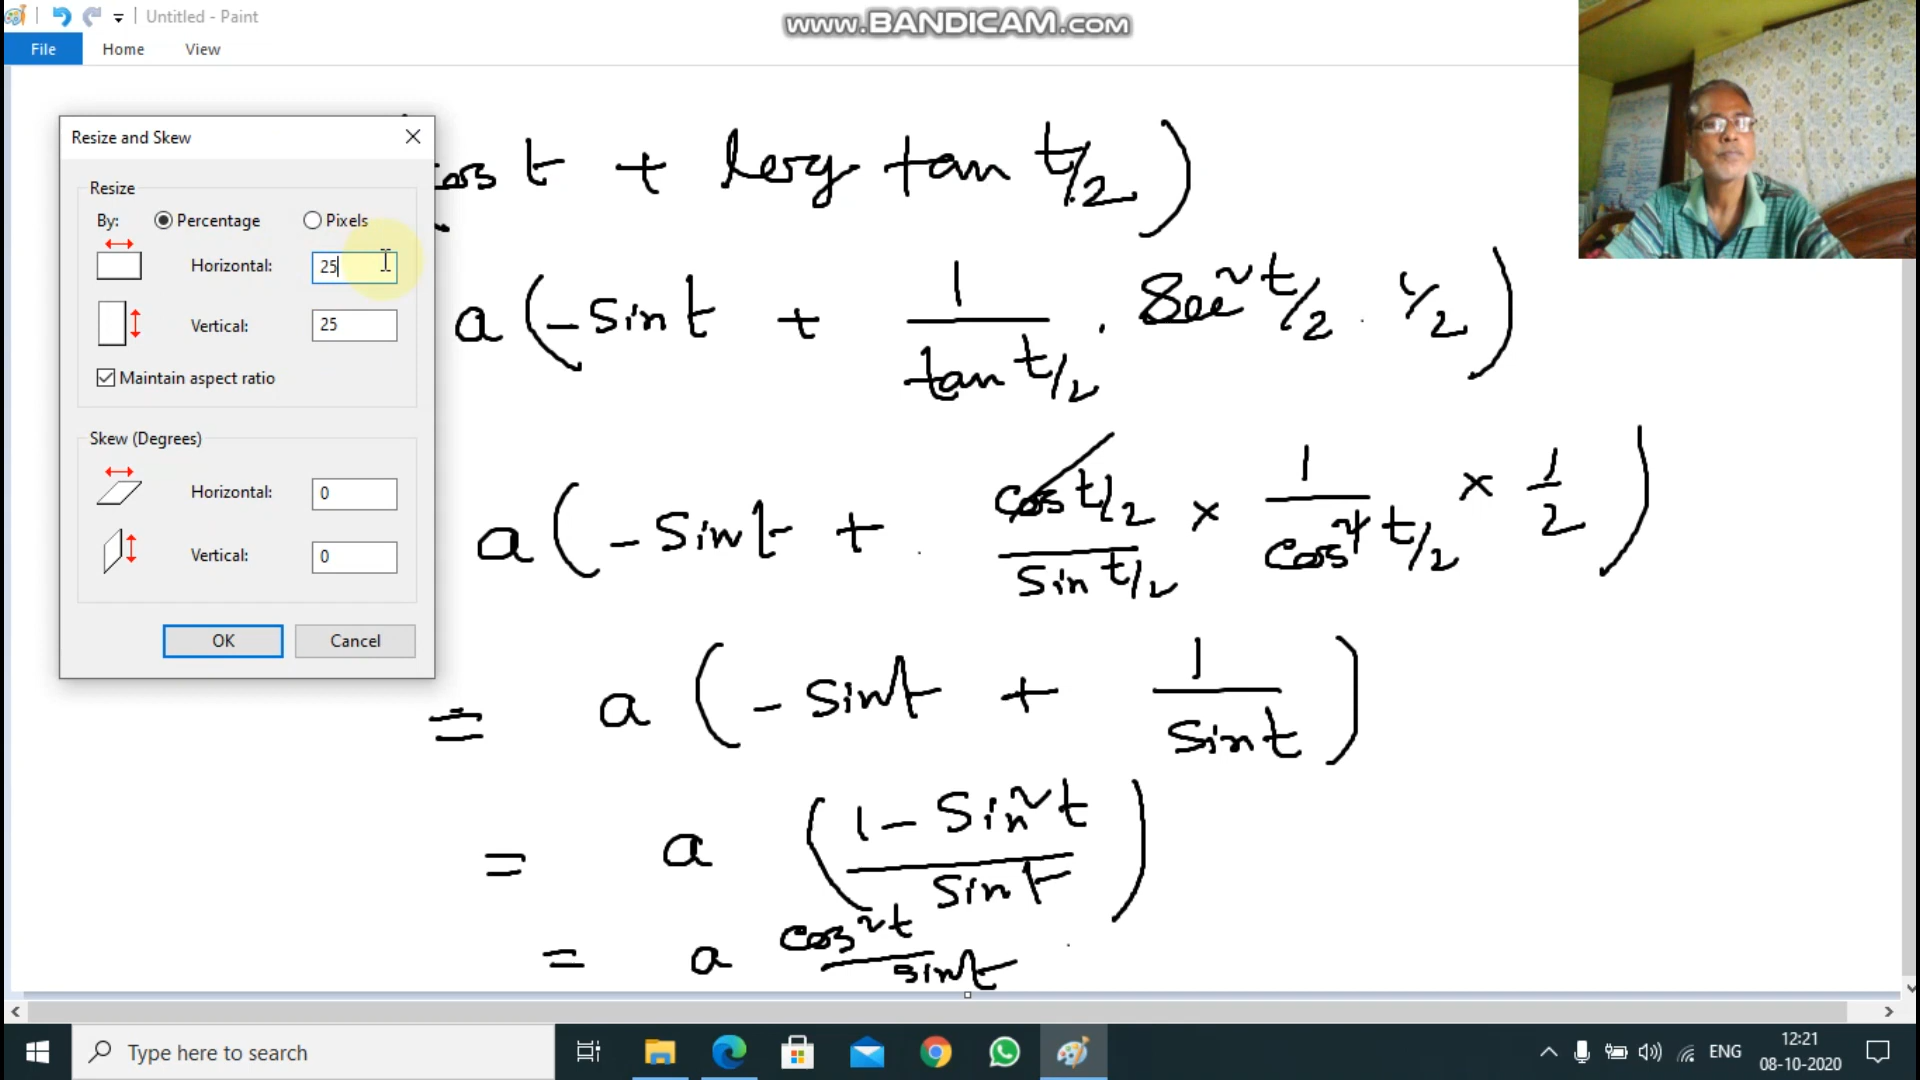 Untitled - Paint
www.BANDICAM.com
File Home View
Resize and Skew
Resize
By: Percentage Pixels
Horizontal: 25
Vertical: 25
Maintain aspect ratio
Skew (Degrees)
Horizontal: 0
Vertical: 0
OK Cancel
cos t + log tan t/2 )
a ( - sin t + 1 / tan t/2 . Sec² t/2 . 1/2 )
a ( - sin t + cos t/2 / sin t/2 × 1 / cos² t/2 × 1/2 )
= a ( - sin t + 1 / sin t )
= a ( 1 - sin² t / sin t )
= a cos² t / sin t
Type here to search
ENG
12:21
08-10-2020